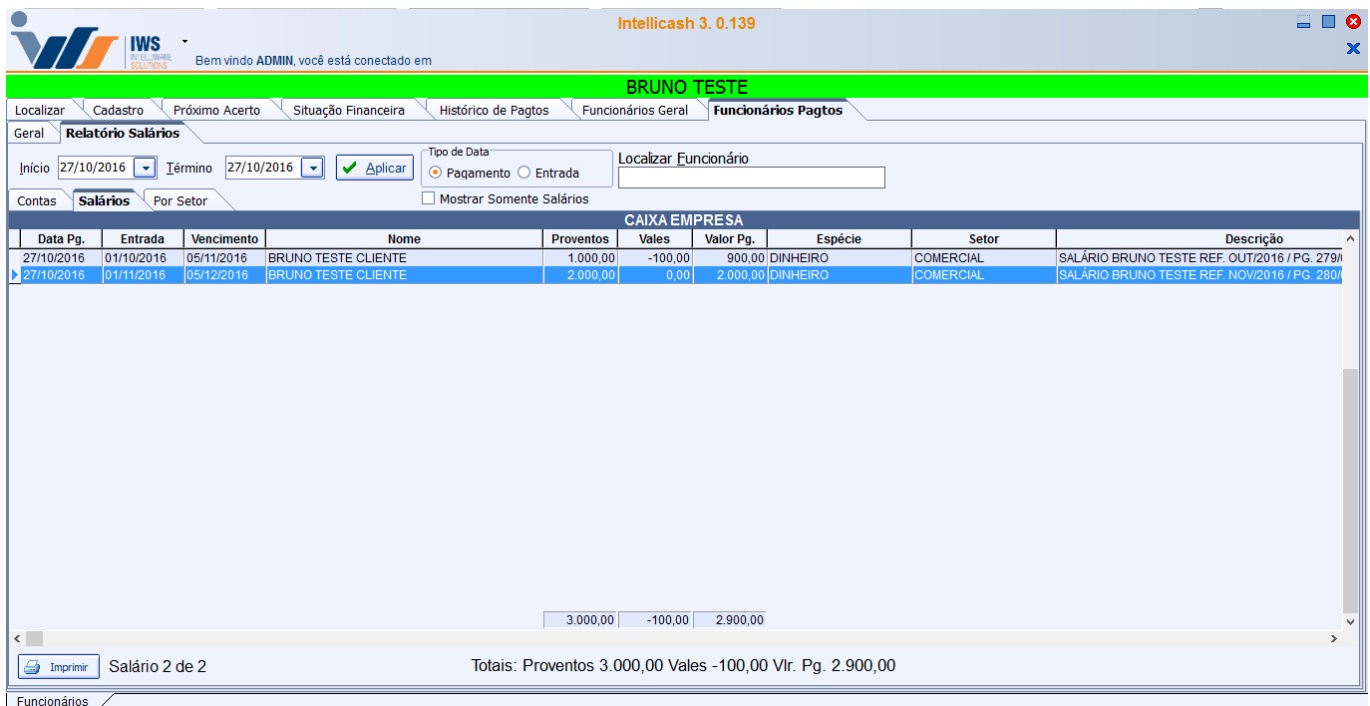 Intellicash 3. 0.139
IWS
INTELLIWARE
SOLUTIONS
Bem vindo ADMIN, você está conectado em
BRUNO TESTE
Localizar Cadastro Próximo Acerto Situação Financeira Histórico de Pagtos Funcionários Geral Funcionários Pagtos
Geral Relatório Salários
Início 27/10/2016 Término 27/10/2016 Aplicar
Tipo de Data
Pagamento Entrada
Localizar Funcionário
Mostrar Somente Salários
Contas Salários Por Setor
CAIXA EMPRESA
Data Pg. Entrada Vencimento Nome Proventos Vales Valor Pg. Espécie Setor Descrição
27/10/2016 01/10/2016 05/11/2016 BRUNO TESTE CLIENTE 1.000,00 -100,00 900,00 DINHEIRO COMERCIAL SALÁRIO BRUNO TESTE REF. OUT/2016 / PG. 279/
27/10/2016 01/11/2016 05/12/2016 BRUNO TESTE CLIENTE 2.000,00 0,00 2.000,00 DINHEIRO COMERCIAL SALÁRIO BRUNO TESTE REF. NOV/2016 / PG. 280/
3.000,00 -100,00 2.900,00
Imprimir Salário 2 de 2 Totais: Proventos 3.000,00 Vales -100,00 Vlr. Pg. 2.900,00
Funcionários